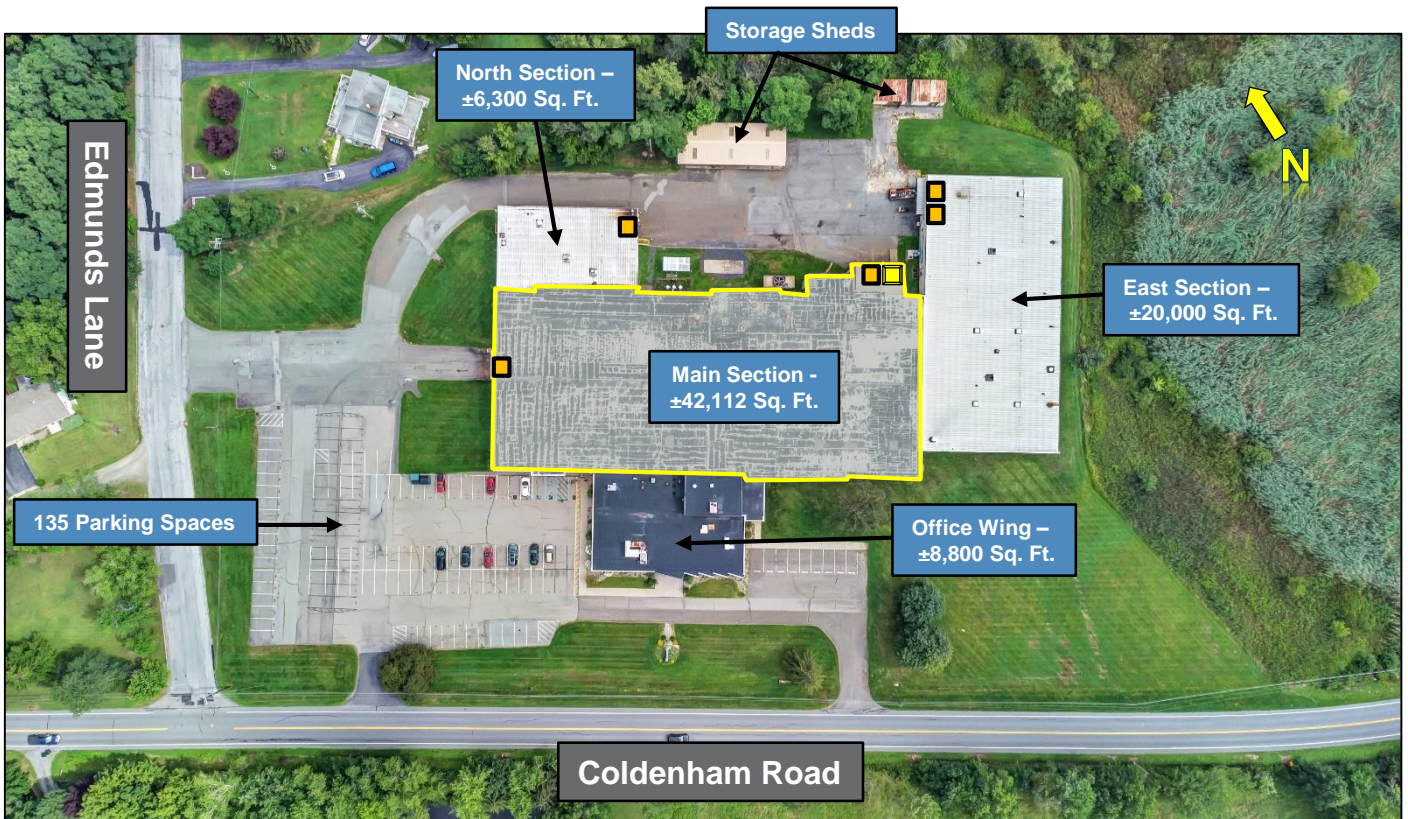 Storage Sheds
North Section –
±6,300 Sq. Ft.
N
Edmunds Lane
East Section –
±20,000 Sq. Ft.
Main Section -
±42,112 Sq. Ft.
135 Parking Spaces
Office Wing –
±8,800 Sq. Ft.
Coldenham Road